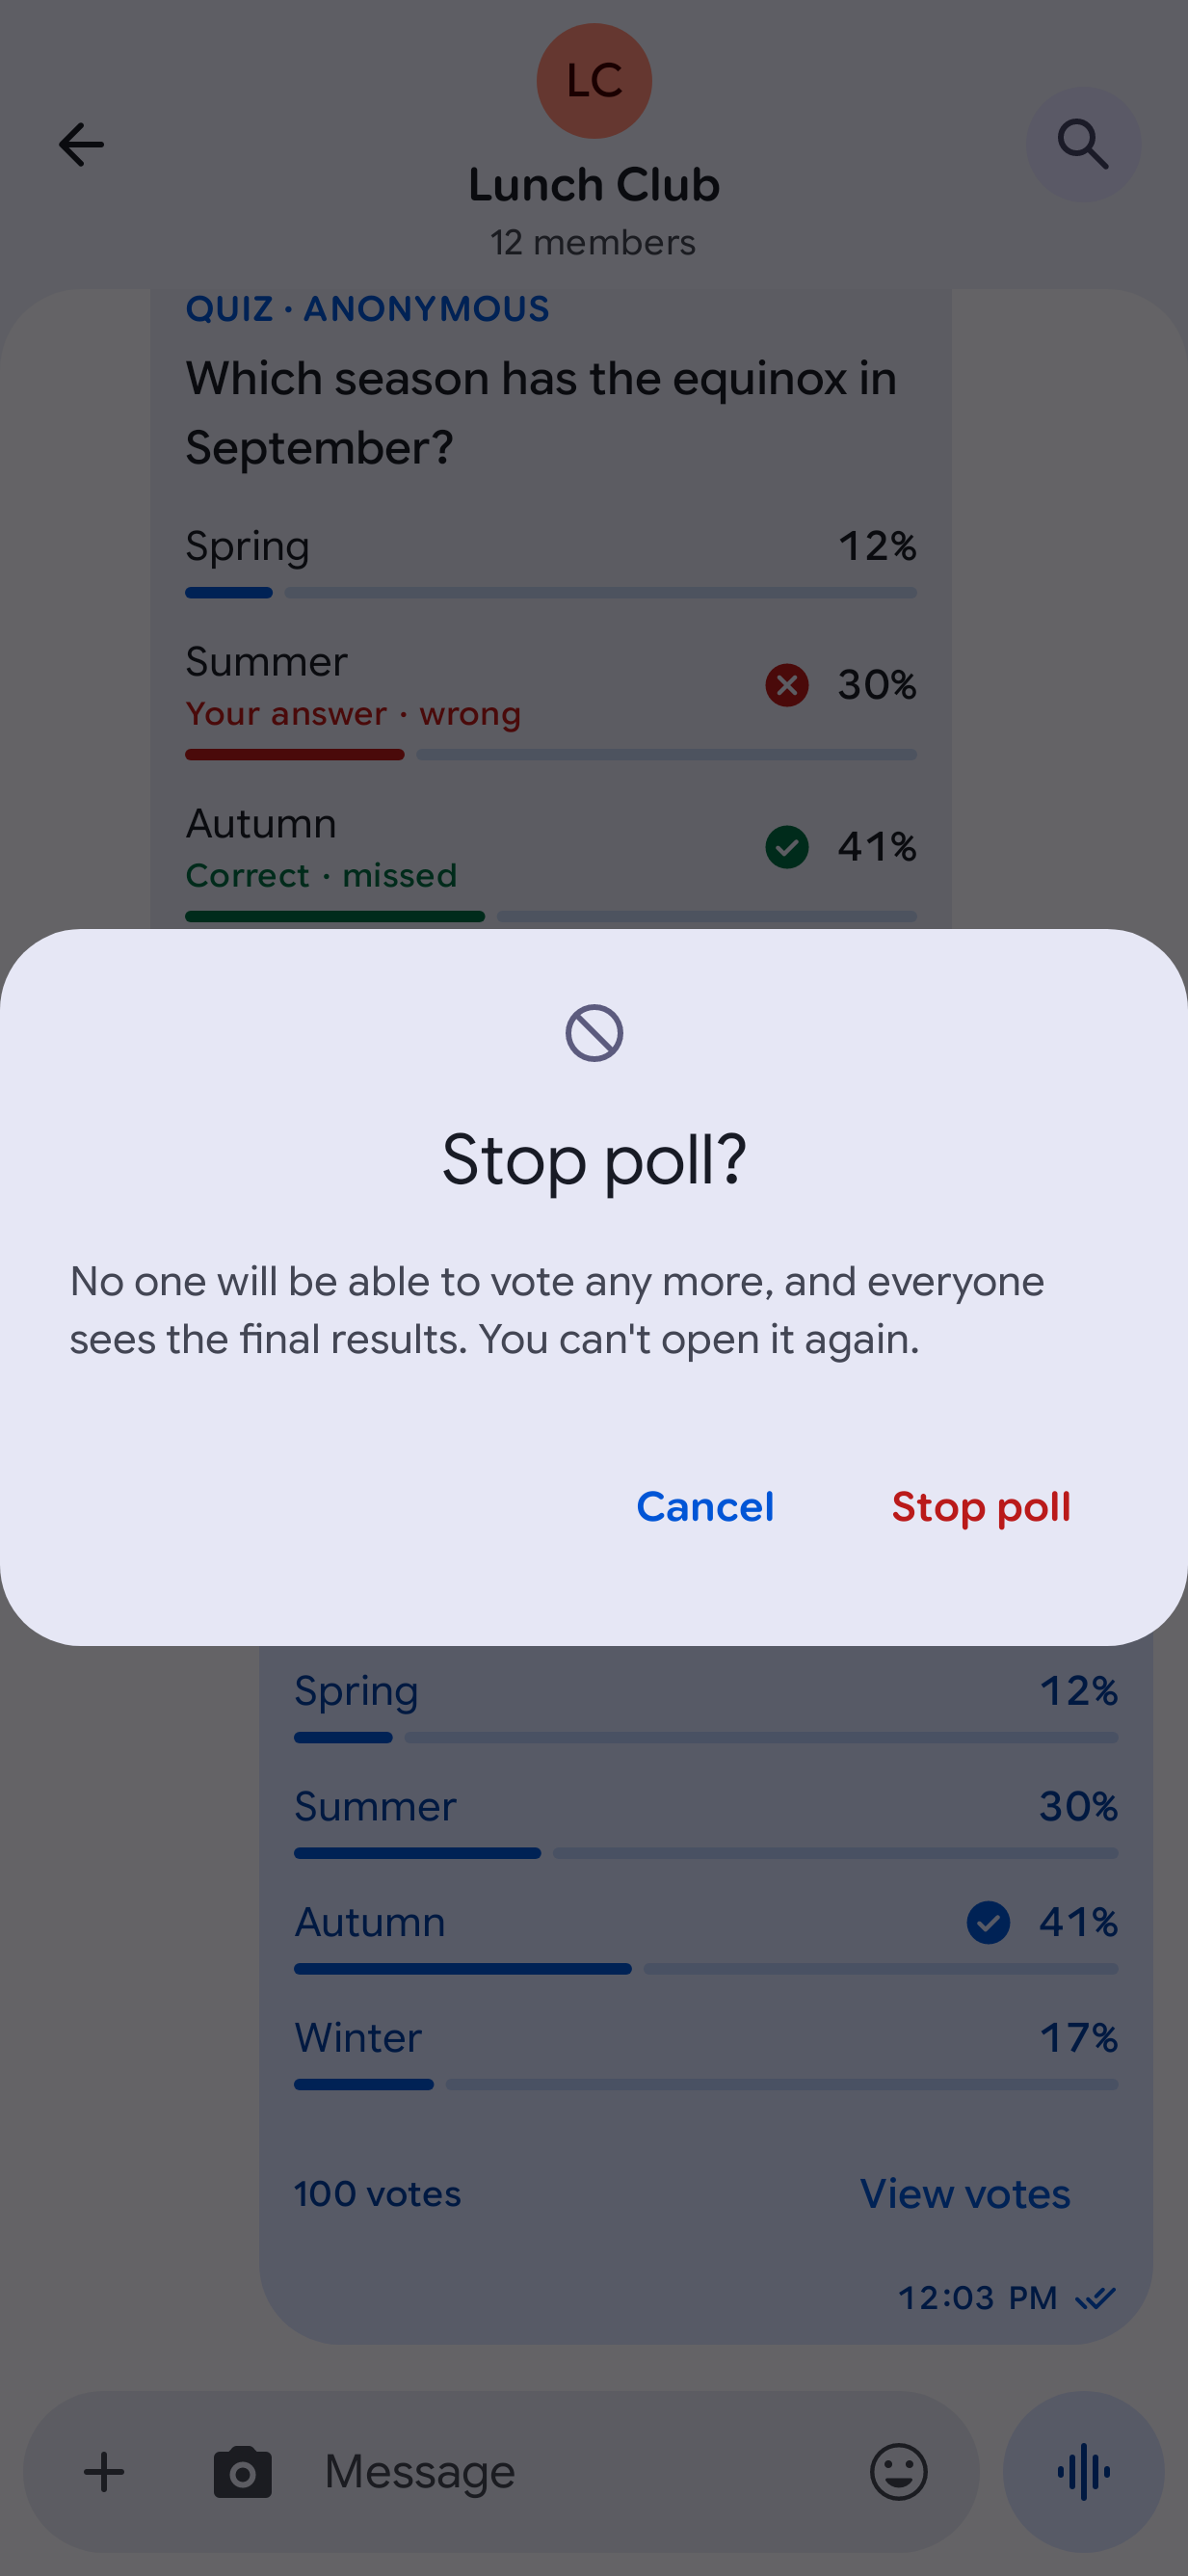 LC
Lunch Club
12 members
QUIZ · ANONYMOUS
Which season has the equinox in
September?
Spring 12%
Summer
Your answer · wrong 30%
Autumn
Correct · missed 41%
Stop poll?
No one will be able to vote any more, and everyone
sees the final results. You can't open it again.
Cancel Stop poll
Spring 12%
Summer 30%
Autumn 41%
Winter 17%
100 votes View votes
12:03 PM
Message